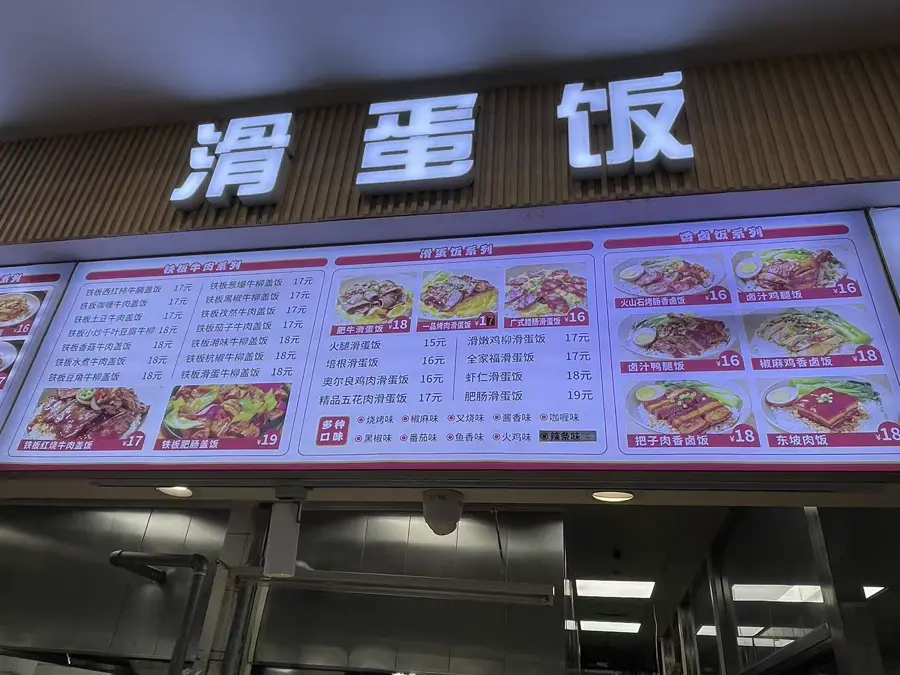 滑蛋饭
铁板牛肉系列
铁板西红柿牛腩盖饭 17元
铁板咖喱牛肉盖饭 17元
铁板土豆牛肉盖饭 17元
铁板小炒千叶豆腐牛柳 18元
铁板香菇牛肉盖饭 18元
铁板水煮牛肉盖饭 18元
铁板豆角牛柳盖饭 18元
铁板葱爆牛柳盖饭 17元
铁板黑椒牛柳盖饭 17元
铁板孜然牛柳盖饭 17元
铁板茄子牛肉盖饭 17元
铁板湘味牛柳盖饭 18元
铁板杭椒牛柳盖饭 18元
铁板滑蛋牛柳盖饭 18元
铁板红烧牛肉盖饭 ¥17
铁板肥肠盖饭 ¥19
滑蛋饭系列
肥牛滑蛋饭 ¥18
一品烤肉滑蛋饭 ¥17
广式腊肠滑蛋饭 ¥16
火腿滑蛋饭 15元
培根滑蛋饭 16元
奥尔良鸡肉滑蛋饭 16元
精品五花肉滑蛋饭 17元
滑嫩鸡柳滑蛋饭 17元
全家福滑蛋饭 17元
虾仁滑蛋饭 18元
肥肠滑蛋饭 19元
多种口味
烧烤味 椒麻味 叉烧味 酱香味 咖喱味
黑椒味 番茄味 鱼香味 火鸡味 辣条味
香卤饭系列
火山石烤肠香卤饭 ¥16
卤汁鸡腿饭 ¥16
卤汁鸭腿饭 ¥16
椒麻鸡香卤饭 ¥18
把子肉香卤饭 ¥18
东坡肉饭 ¥18
系列
¥16